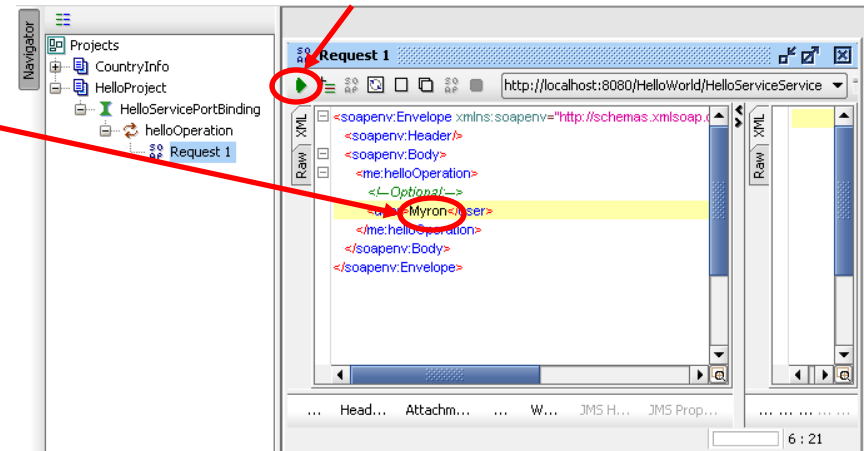 Navigator
Projects
CountryInfo
HelloProject
HelloServicePortBinding
helloOperation
Request 1
Request 1
http://localhost:8080/HelloWorld/HelloServiceService
XML
Raw
<soapenv:Envelope xmlns:soapenv="http://schemas.xmlsoap.
<soapenv:Header/>
<soapenv:Body>
<me:helloOperation>
<!--Optional:-->
Myron</user>
</me:helloOperation>
</soapenv:Body>
</soapenv:Envelope>
XML
Raw
... Head... Attachm... ... W... JMS H... JMS Prop...
... ... ... ... ...
6 : 21